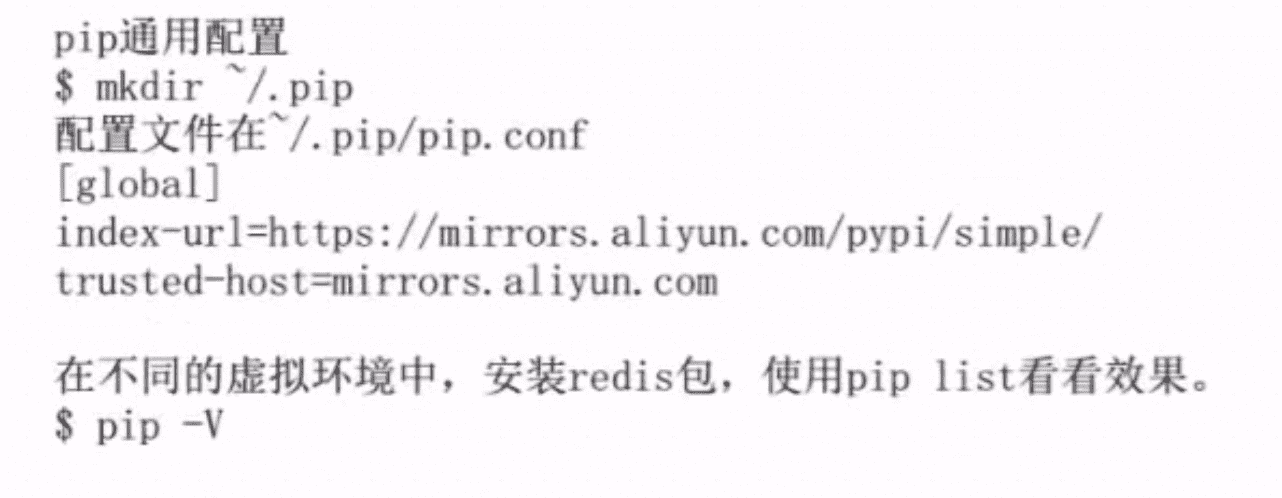 pip通用配置
$ mkdir ~/.pip
配置文件在~/.pip/pip.conf
[global]
index-url=https://mirrors.aliyun.com/pypi/simple/
trusted-host=mirrors.aliyun.com
在不同的虚拟环境中，安装redis包，使用pip list看看效果。
$ pip -V